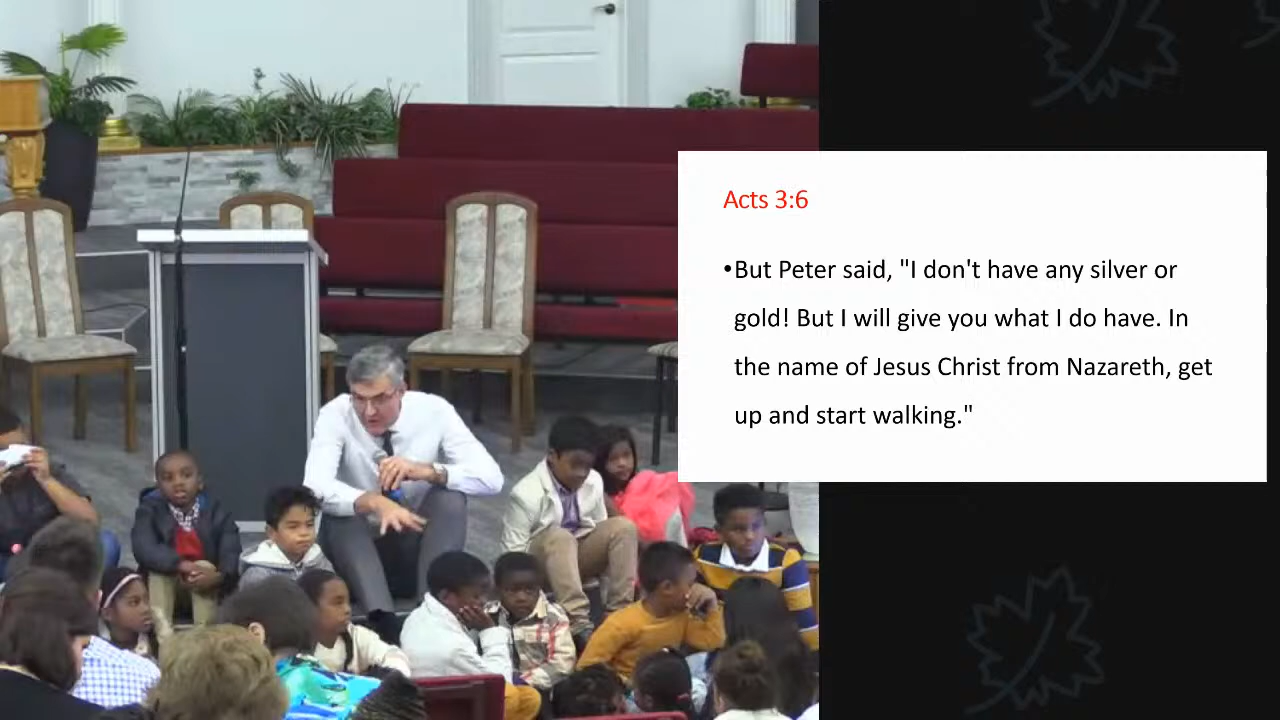 Acts 3:6
•But Peter said, "I don't have any silver or
gold! But I will give you what I do have. In
the name of Jesus Christ from Nazareth, get
up and start walking."